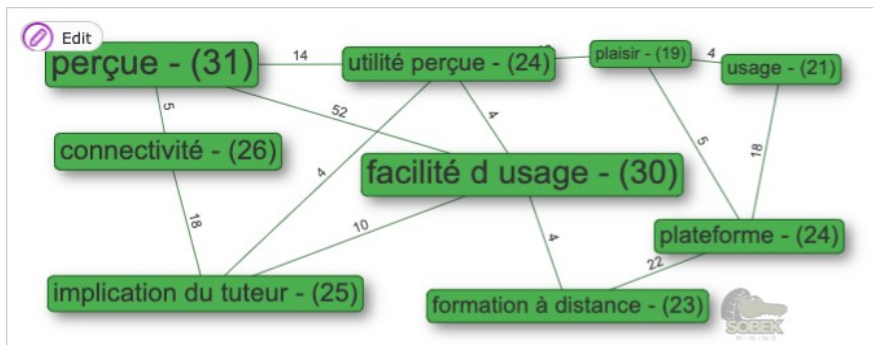 Edit
perçue - (31)
14
utilité perçue - (24)
plaisir - (19)
4
usage - (21)
5
52
4
connectivité - (26)
facilité d usage - (30)
5
18
4
18
10
4
plateforme - (24)
22
implication du tuteur - (25)
formation à distance - (23)
SOBEK
MINING